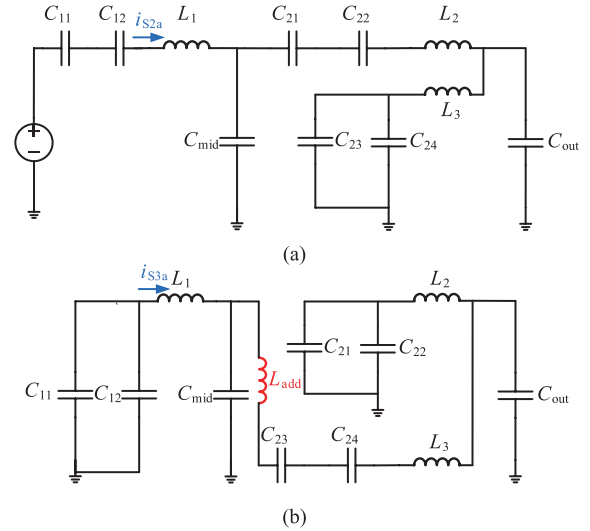 C11 C12 iS2a L1 C21 C22 L2
L3
Cmid C23 C24 Cout
(a)
iS3a
L1 L2
C21 C22
C11 C12 Cmid Ladd Cout
C23 C24 L3
(b)